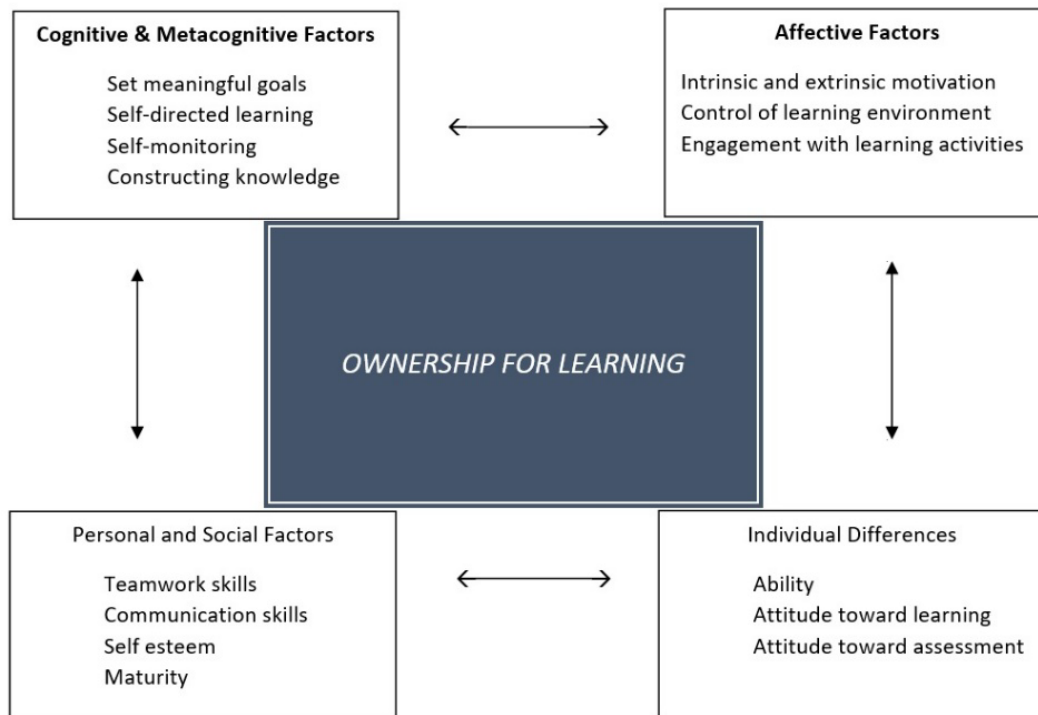 Cognitive & Metacognitive Factors
Set meaningful goals
Self-directed learning
Self-monitoring
Constructing knowledge
Affective Factors
Intrinsic and extrinsic motivation
Control of learning environment
Engagement with learning activities
OWNERSHIP FOR LEARNING
Personal and Social Factors
Teamwork skills
Communication skills
Self esteem
Maturity
Individual Differences
Ability
Attitude toward learning
Attitude toward assessment